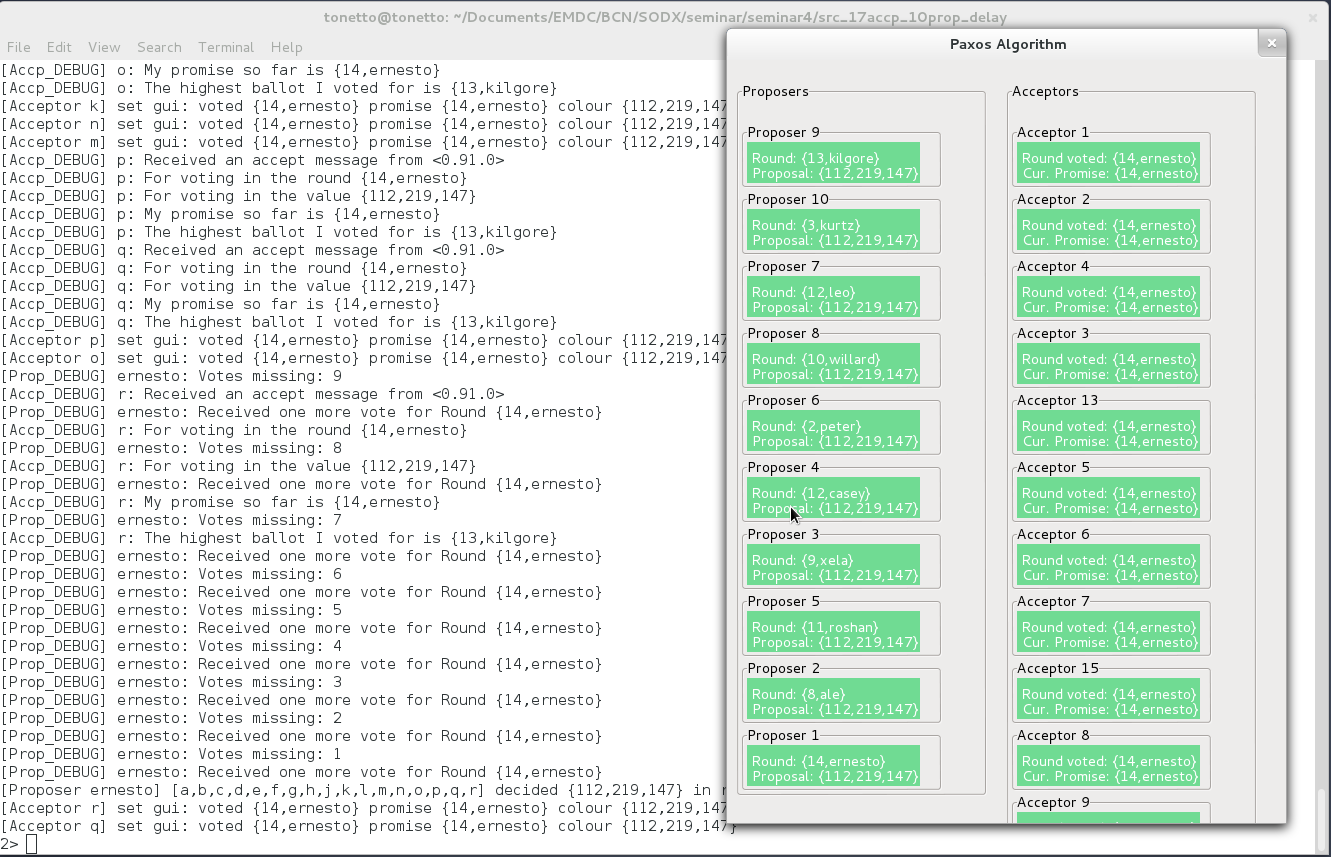 tonetto@tonetto: ~/Documents/EMDC/BCN/SODX/seminar/seminar4/src_17accp_10prop_delay
File Edit View Search Terminal Help
[Accp_DEBUG] o: My promise so far is {14,ernesto}
[Accp_DEBUG] o: The highest ballot I voted for is {13,kilgore}
[Acceptor k] set gui: voted {14,ernesto} promise {14,ernesto} colour {112,219,147
[Acceptor n] set gui: voted {14,ernesto} promise {14,ernesto} colour {112,219,147
[Acceptor m] set gui: voted {14,ernesto} promise {14,ernesto} colour {112,219,147
[Accp_DEBUG] p: Received an accept message from <0.91.0>
[Accp_DEBUG] p: For voting in the round {14,ernesto}
[Accp_DEBUG] p: For voting in the value {112,219,147}
[Accp_DEBUG] p: My promise so far is {14,ernesto}
[Accp_DEBUG] p: The highest ballot I voted for is {13,kilgore}
[Accp_DEBUG] q: Received an accept message from <0.91.0>
[Accp_DEBUG] q: For voting in the round {14,ernesto}
[Accp_DEBUG] q: For voting in the value {112,219,147}
[Accp_DEBUG] q: My promise so far is {14,ernesto}
[Accp_DEBUG] q: The highest ballot I voted for is {13,kilgore}
[Acceptor p] set gui: voted {14,ernesto} promise {14,ernesto} colour {112,219,147
[Acceptor o] set gui: voted {14,ernesto} promise {14,ernesto} colour {112,219,147
[Prop_DEBUG] ernesto: Votes missing: 9
[Accp_DEBUG] r: Received an accept message from <0.91.0>
[Prop_DEBUG] ernesto: Received one more vote for Round {14,ernesto}
[Accp_DEBUG] r: For voting in the round {14,ernesto}
[Prop_DEBUG] ernesto: Votes missing: 8
[Accp_DEBUG] r: For voting in the value {112,219,147}
[Prop_DEBUG] ernesto: Received one more vote for Round {14,ernesto}
[Accp_DEBUG] r: My promise so far is {14,ernesto}
[Prop_DEBUG] ernesto: Votes missing: 7
[Accp_DEBUG] r: The highest ballot I voted for is {13,kilgore}
[Prop_DEBUG] ernesto: Received one more vote for Round {14,ernesto}
[Prop_DEBUG] ernesto: Votes missing: 6
[Prop_DEBUG] ernesto: Received one more vote for Round {14,ernesto}
[Prop_DEBUG] ernesto: Votes missing: 5
[Prop_DEBUG] ernesto: Received one more vote for Round {14,ernesto}
[Prop_DEBUG] ernesto: Votes missing: 4
[Prop_DEBUG] ernesto: Received one more vote for Round {14,ernesto}
[Prop_DEBUG] ernesto: Votes missing: 3
[Prop_DEBUG] ernesto: Received one more vote for Round {14,ernesto}
[Prop_DEBUG] ernesto: Votes missing: 2
[Prop_DEBUG] ernesto: Received one more vote for Round {14,ernesto}
[Prop_DEBUG] ernesto: Votes missing: 1
[Prop_DEBUG] ernesto: Received one more vote for Round {14,ernesto}
[Proposer ernesto] [a,b,c,d,e,f,g,h,j,k,l,m,n,o,p,q,r] decided {112,219,147} in
[Acceptor r] set gui: voted {14,ernesto} promise {14,ernesto} colour {112,219,147
[Acceptor q] set gui: voted {14,ernesto} promise {14,ernesto} colour {112,219,147}
2>
Paxos Algorithm
Proposers
Proposer 9
Round: {13,kilgore}
Proposal: {112,219,147}
Proposer 10
Round: {3,kurtz}
Proposal: {112,219,147}
Proposer 7
Round: {12,leo}
Proposal: {112,219,147}
Proposer 8
Round: {10,willard}
Proposal: {112,219,147}
Proposer 6
Round: {2,peter}
Proposal: {112,219,147}
Proposer 4
Round: {12,casey}
Proposal: {112,219,147}
Proposer 3
Round: {9,xela}
Proposal: {112,219,147}
Proposer 5
Round: {11,roshan}
Proposal: {112,219,147}
Proposer 2
Round: {8,ale}
Proposal: {112,219,147}
Proposer 1
Round: {14,ernesto}
Proposal: {112,219,147}
Acceptors
Acceptor 1
Round voted: {14,ernesto}
Cur. Promise: {14,ernesto}
Acceptor 2
Round voted: {14,ernesto}
Cur. Promise: {14,ernesto}
Acceptor 4
Round voted: {14,ernesto}
Cur. Promise: {14,ernesto}
Acceptor 3
Round voted: {14,ernesto}
Cur. Promise: {14,ernesto}
Acceptor 13
Round voted: {14,ernesto}
Cur. Promise: {14,ernesto}
Acceptor 5
Round voted: {14,ernesto}
Cur. Promise: {14,ernesto}
Acceptor 6
Round voted: {14,ernesto}
Cur. Promise: {14,ernesto}
Acceptor 7
Round voted: {14,ernesto}
Cur. Promise: {14,ernesto}
Acceptor 15
Round voted: {14,ernesto}
Cur. Promise: {14,ernesto}
Acceptor 8
Round voted: {14,ernesto}
Cur. Promise: {14,ernesto}
Acceptor 9